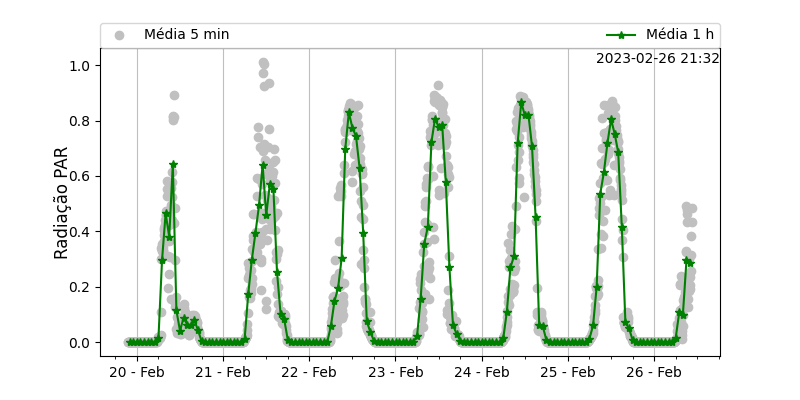 Média 5 min
Média 1 h
2023-02-26 21:32
Radiação PAR
1.0
0.8
0.6
0.4
0.2
0.0
20 - Feb
21 - Feb
22 - Feb
23 - Feb
24 - Feb
25 - Feb
26 - Feb